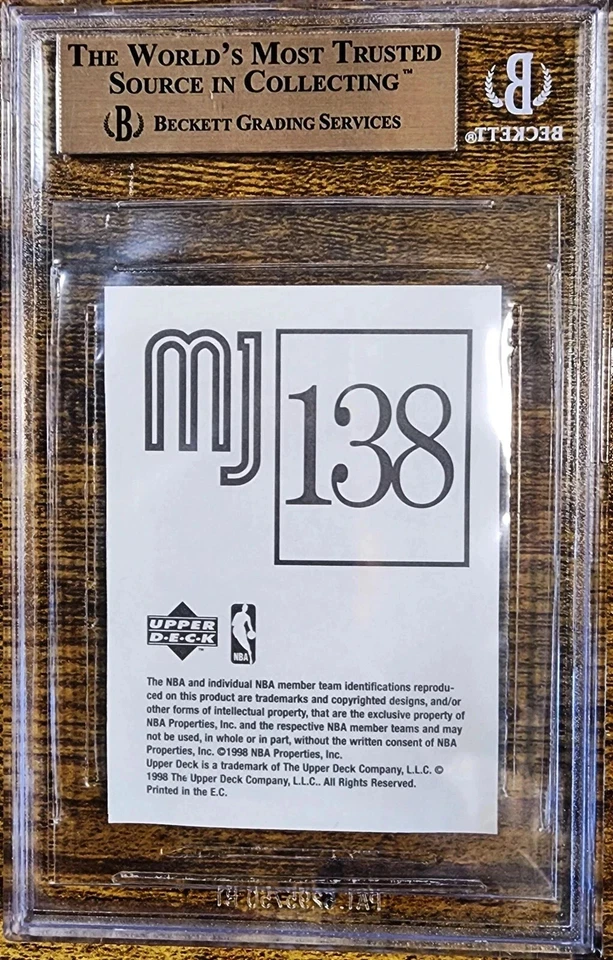 THE WORLD'S MOST TRUSTED
SOURCE IN COLLECTING™
B BECKETT GRADING SERVICES
B
BECKETT®
mJ
138
UPPER
D•E•C•K™
NBA
The NBA and individual NBA member team identifications reprodu-
ced on this product are trademarks and copyrighted designs, and/or
other forms of intellectual property, that are the exclusive property of
NBA Properties, Inc. and the respective NBA member teams and may
not be used, in whole or in part, without the written consent of NBA
Properties, Inc. ©1998 NBA Properties, Inc.
Upper Deck is a trademark of The Upper Deck Company, L.L.C. ©
1998 The Upper Deck Company, L.L.C.. All Rights Reserved.
Printed in the E.C.